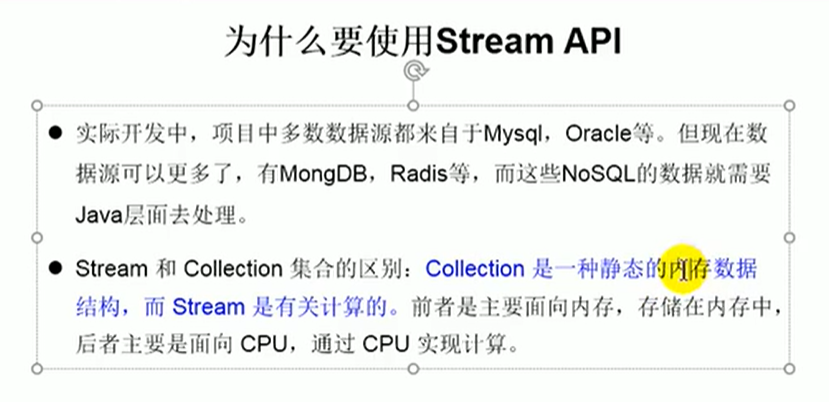 为什么要使用Stream API
● 实际开发中，项目中多数数据源都来自于Mysql，Oracle等。但现在数
据源可以更多了，有MongDB，Radis等，而这些NoSQL的数据就需要
Java层面去处理。
● Stream 和 Collection 集合的区别：Collection 是一种静态的内存数据
结构，而 Stream 是有关计算的。前者是主要面向内存，存储在内存中，
后者主要是面向 CPU，通过 CPU 实现计算。